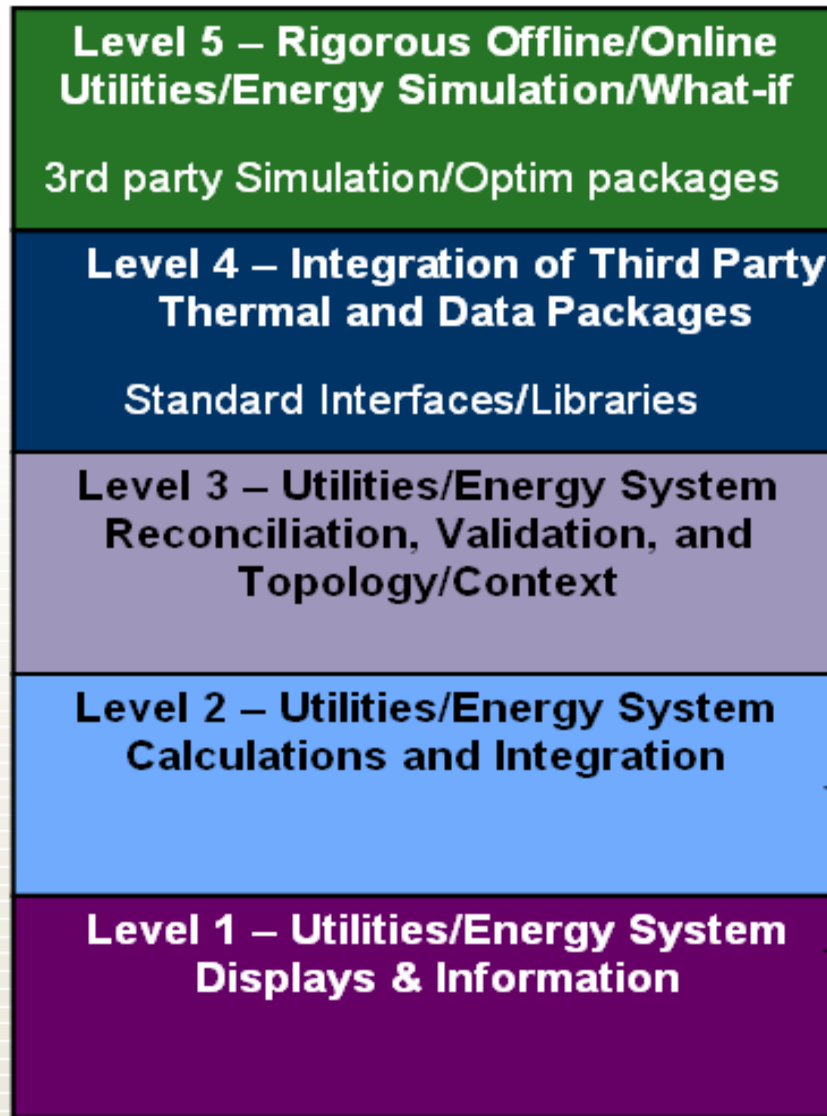 Level 5 – Rigorous Offline/Online
Utilities/Energy Simulation/What-if
3rd party Simulation/Optim packages
Level 4 – Integration of Third Party
Thermal and Data Packages
Standard Interfaces/Libraries
Level 3 – Utilities/Energy System
Reconciliation, Validation, and
Topology/Context
Level 2 – Utilities/Energy System
Calculations and Integration
Level 1 – Utilities/Energy System
Displays & Information